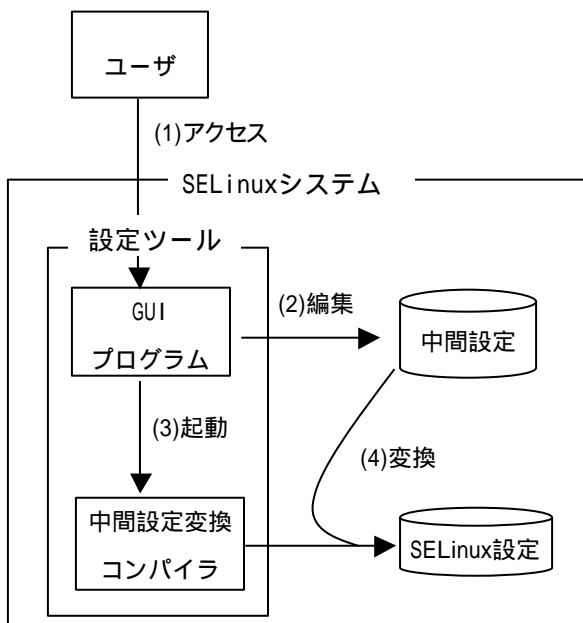 ユーザ
(1)アクセス
SELinuxシステム
設定ツール
GUI
プログラム
(2)編集
中間設定
(3)起動
(4)変換
中間設定変換
コンパイラ
SELinux設定